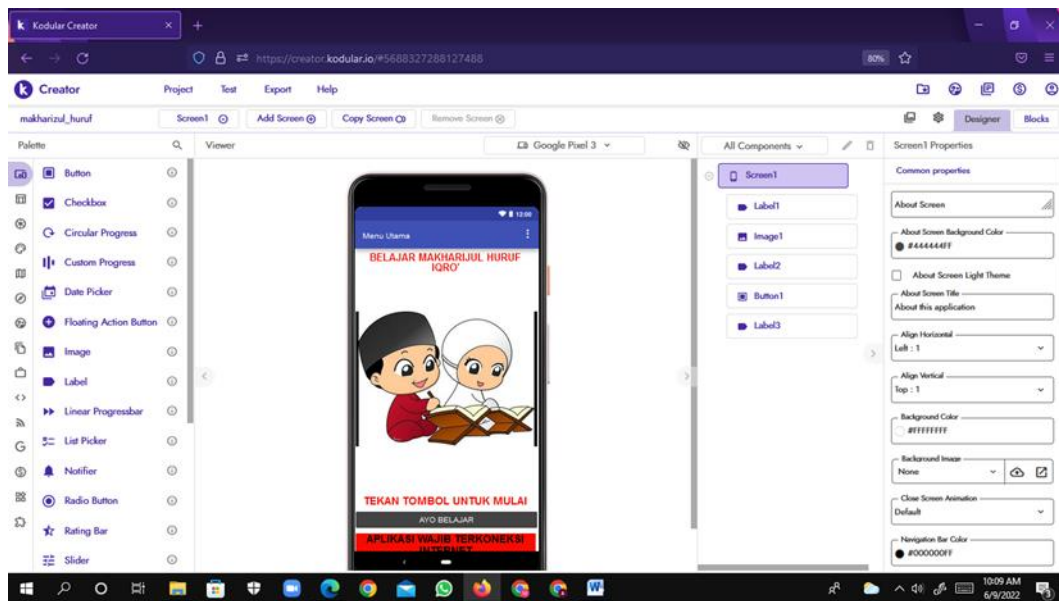 Kodular Creator
https://creator.kodular.io/#5688327288127488
80%
Creator
Project
Test
Export
Help
makharizul_huruf
Screen1
Add Screen
Copy Screen
Remove Screen
Designer
Blocks
Palette
Viewer
Google Pixel 3
All Components
Screen1 Properties
Button
Checkbox
Circular Progress
Custom Progress
Date Picker
Floating Action Button
Image
Label
Linear Progressbar
List Picker
Notifier
Radio Button
Rating Bar
Slider
12:00
Menu Utama
BELAJAR MAKHARIJUL HURUF
IQRO'
TEKAN TOMBOL UNTUK MULAI
AYO BELAJAR
APLIKASI WAJIB TERKONEKSI
INTERNET
Screen1
Label1
Image1
Label2
Button1
Label3
Common properties
About Screen
About Screen Background Color
#444444FF
About Screen Light Theme
About Screen Title
About this application
Align Horizontal
Left : 1
Align Vertical
Top : 1
Background Color
#FFFFFFFF
Background Image
None
Close Screen Animation
Default
Navigation Bar Color
#000000FF
10:09 AM
6/9/2022